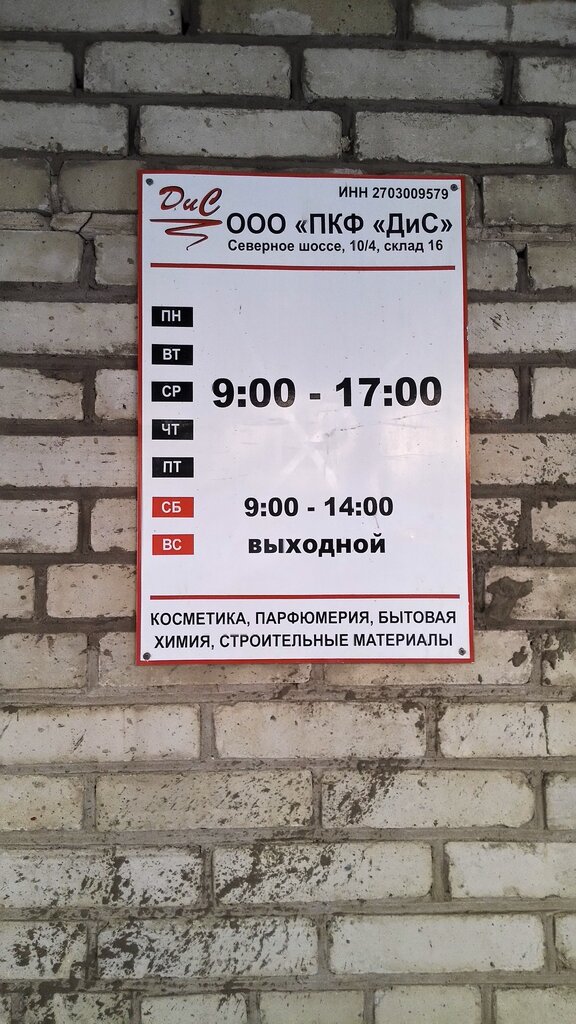 ДиС
ИНН 2703009579
ООО «ПКФ «ДиС»
Северное шоссе, 10/4, склад 16
ПН
ВТ
СР 9:00 - 17:00
ЧТ
ПТ
СБ 9:00 - 14:00
ВС выходной
КОСМЕТИКА, ПАРФЮМЕРИЯ, БЫТОВАЯ
ХИМИЯ, СТРОИТЕЛЬНЫЕ МАТЕРИАЛЫ